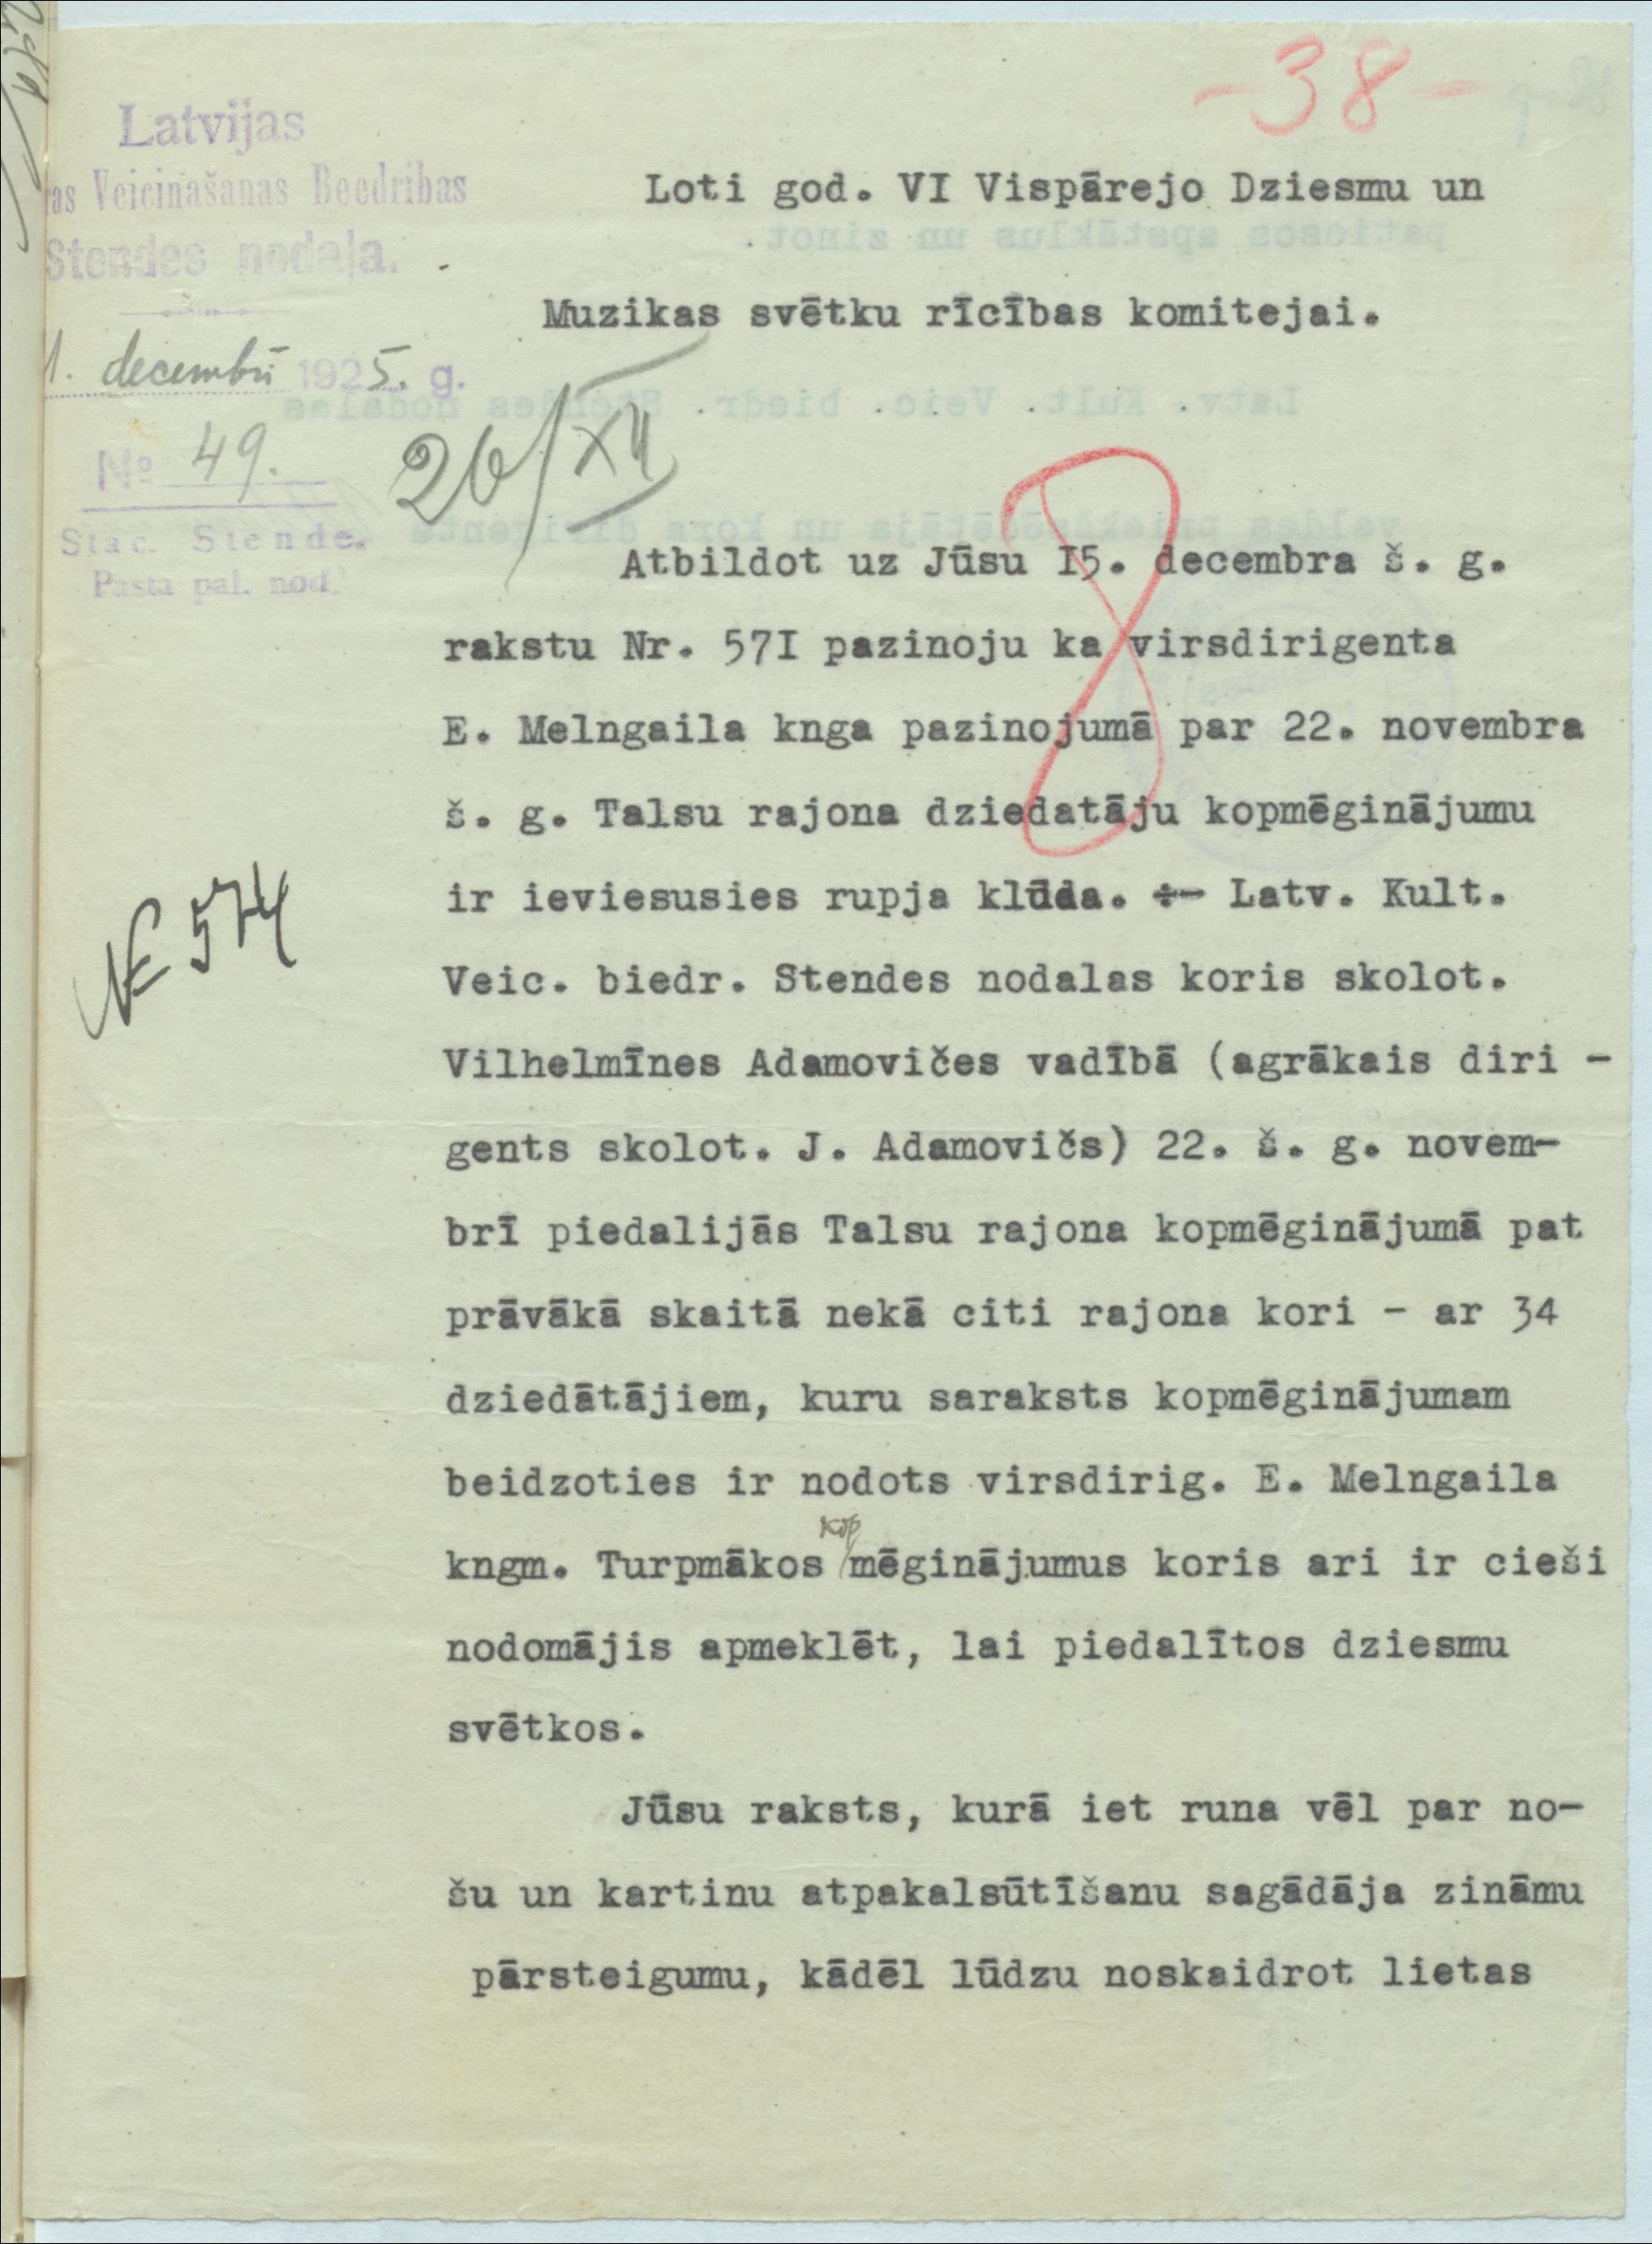 -38-
Latvijas
as Veicinašanas Beedribas
Stendes nodaļa.
1. decembrī 1925. g.
№ 49.
Stac. Stende.
Pasta pal. nod.
Loti god. VI Vispārejo Dziesmu un
Muzikas svētku rīcības komitejai.
26/XII
8
Atbildot uz Jūsu I5. decembra š. g.
rakstu Nr. 57I pazinoju ka virsdirigenta
E. Melngaila knga pazinojumā par 22. novembra
š. g. Talsu rajona dziedatāju kopmēginājumu
ir ieviesusies rupja klūda. ÷- Latv. Kult.
Veic. biedr. Stendes nodalas koris skolot.
Vilhelmīnes Adamovičes vadībā (agrākais diri -
gents skolot. J. Adamovičs) 22. š. g. novem-
brī piedalijās Talsu rajona kopmēginājumā pat
prāvākā skaitā nekā citi rajona kori - ar 34
dziedātājiem, kuru saraksts kopmēginājumam
beidzoties ir nodots virsdirig. E. Melngaila
kngm. Turpmākos kop mēginājumus koris ari ir cieši
nodomājis apmeklēt, lai piedalītos dziesmu
svētkos.
№ 574
Jūsu raksts, kurā iet runa vēl par no-
šu un kartinu atpakalsūtīšanu sagādāja zināmu
pārsteigumu, kādēl lūdzu noskaidrot lietas